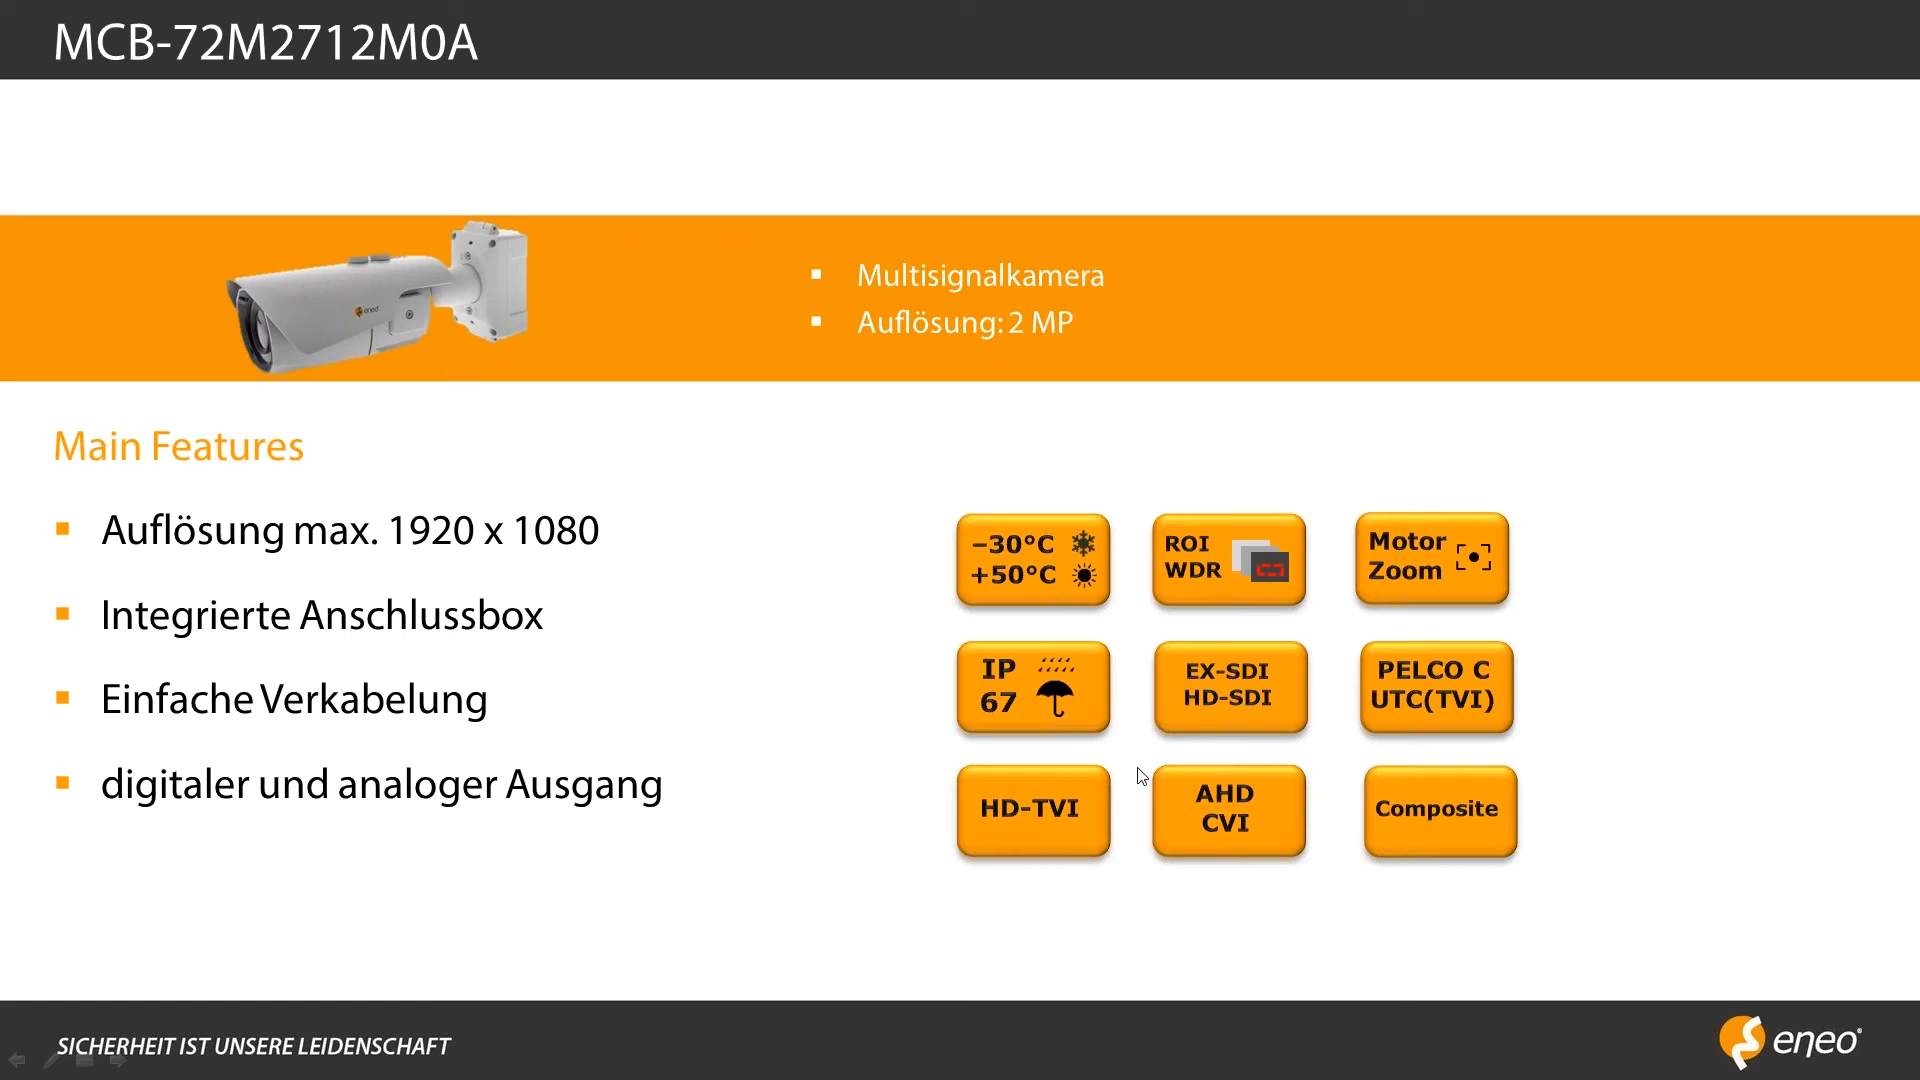 MCB-72M2712M0A
eneo
Multisignalkamera
Auflösung: 2 MP
Main Features
Auflösung max. 1920 x 1080
Integrierte Anschlussbox
Einfache Verkabelung
digitaler und analoger Ausgang
–30°C
+50°C
ROI
WDR
Motor
Zoom
IP
67
EX-SDI
HD-SDI
PELCO C
UTC(TVI)
HD-TVI
AHD
CVI
Composite
SICHERHEIT IST UNSERE LEIDENSCHAFT
eneo®